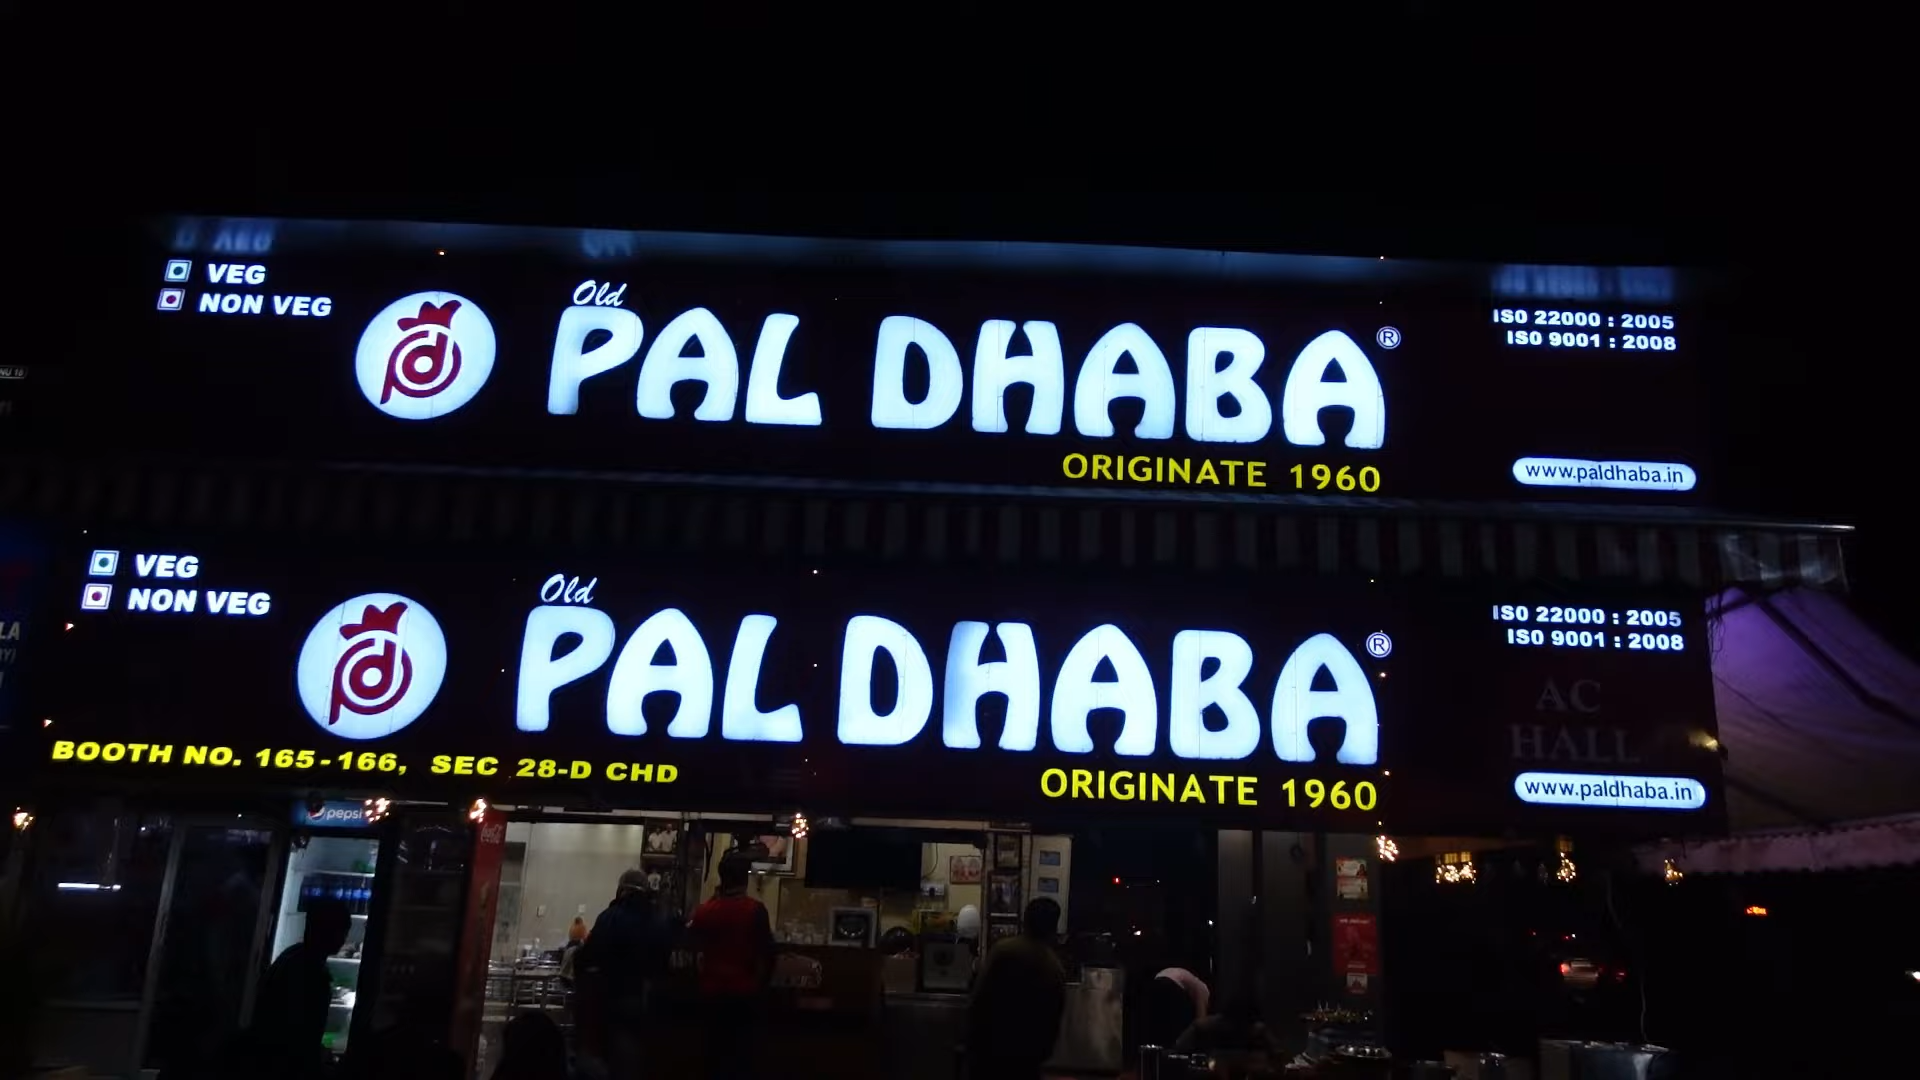 VEG
NON VEG
Old
PAL DHABA®
ORIGINATE 1960
ISO 22000 : 2005
ISO 9001 : 2008
www.paldhaba.in
VEG
NON VEG
Old
PAL DHABA®
ORIGINATE 1960
BOOTH NO. 165-166, SEC 28-D CHD
ISO 22000 : 2005
ISO 9001 : 2008
AC
HALL
www.paldhaba.in
pepsi